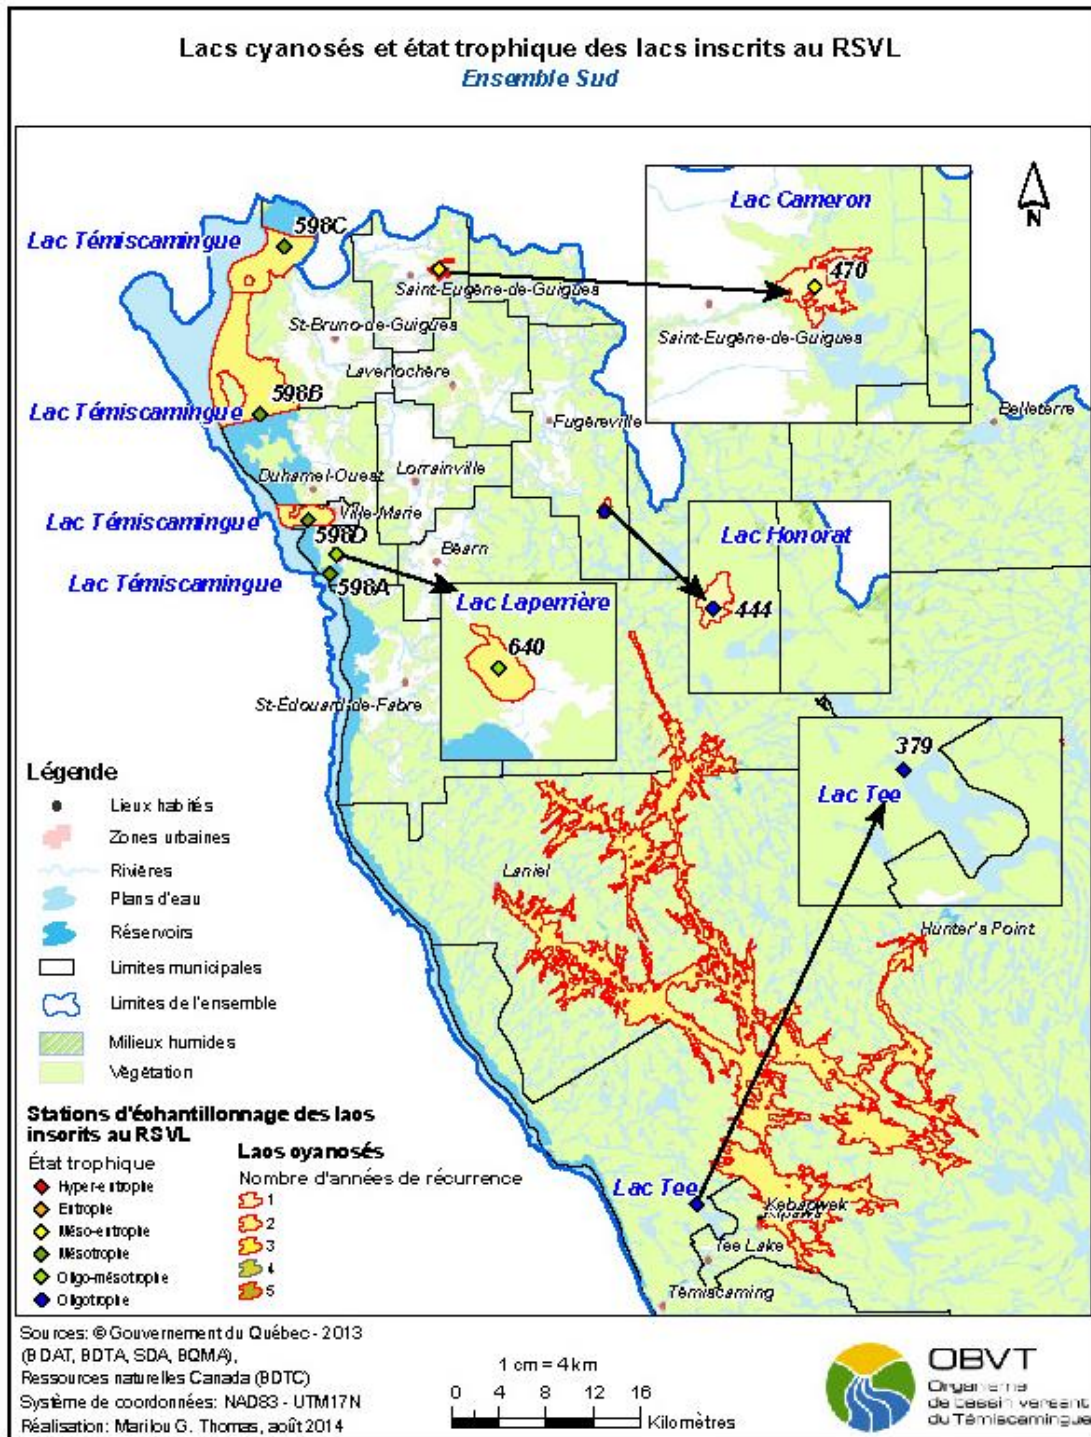 Lacs cyanosés et état trophique des lacs inscrits au RSVL
Ensemble Sud
Lac Cameron
N
598C
Lac Témiscamingue
470
Saint-Eugène-de-Guigues
St-Bruno-de-Guigues
Saint-Eugène-de-Guigues
Laverlochère
598B
Lac Témiscamingue
Belleterre
Fugèreville
Duhamel-Ouest
Lorrainville
Ville-Marie
Lac Témiscamingue
598D
Lac Honorat
Béarn
Lac Témiscamingue
598A
Lac Laperrière
444
640
St-Édouard-de-Fabre
379
Lac Tee
Laniel
Hunter's Point
Lac Tee
Kebaowek
Tee Lake
Témiscaming
Légende
Lieux habités
Zones urbaines
Rivières
Plans d'eau
Réservoirs
Limites municipales
Limites de l'ensemble
Milieux humides
Végétation
Stations d'échantillonnage des lacs
inscrits au RSVL
État trophique
Hyper-eutrophe
Eutrophe
Méso-eutrophe
Mésotrophe
Oligo-mésotrophe
Oligotrophe
Lacs cyanosés
Nombre d'années de récurrence
1
2
3
4
5
Sources: © Gouvernement du Québec - 2013
(BDAT, BDTA, SDA, BQMA),
Ressources naturelles Canada (BDTC)
Système de coordonnées: NAD83 - UTM17N
Réalisation: Marilou G. Thomas, août 2014
1 cm = 4 km
0 4 8 12 16
Kilomètres
OBVT
Organisme
de bassin versant
du Témiscamingue